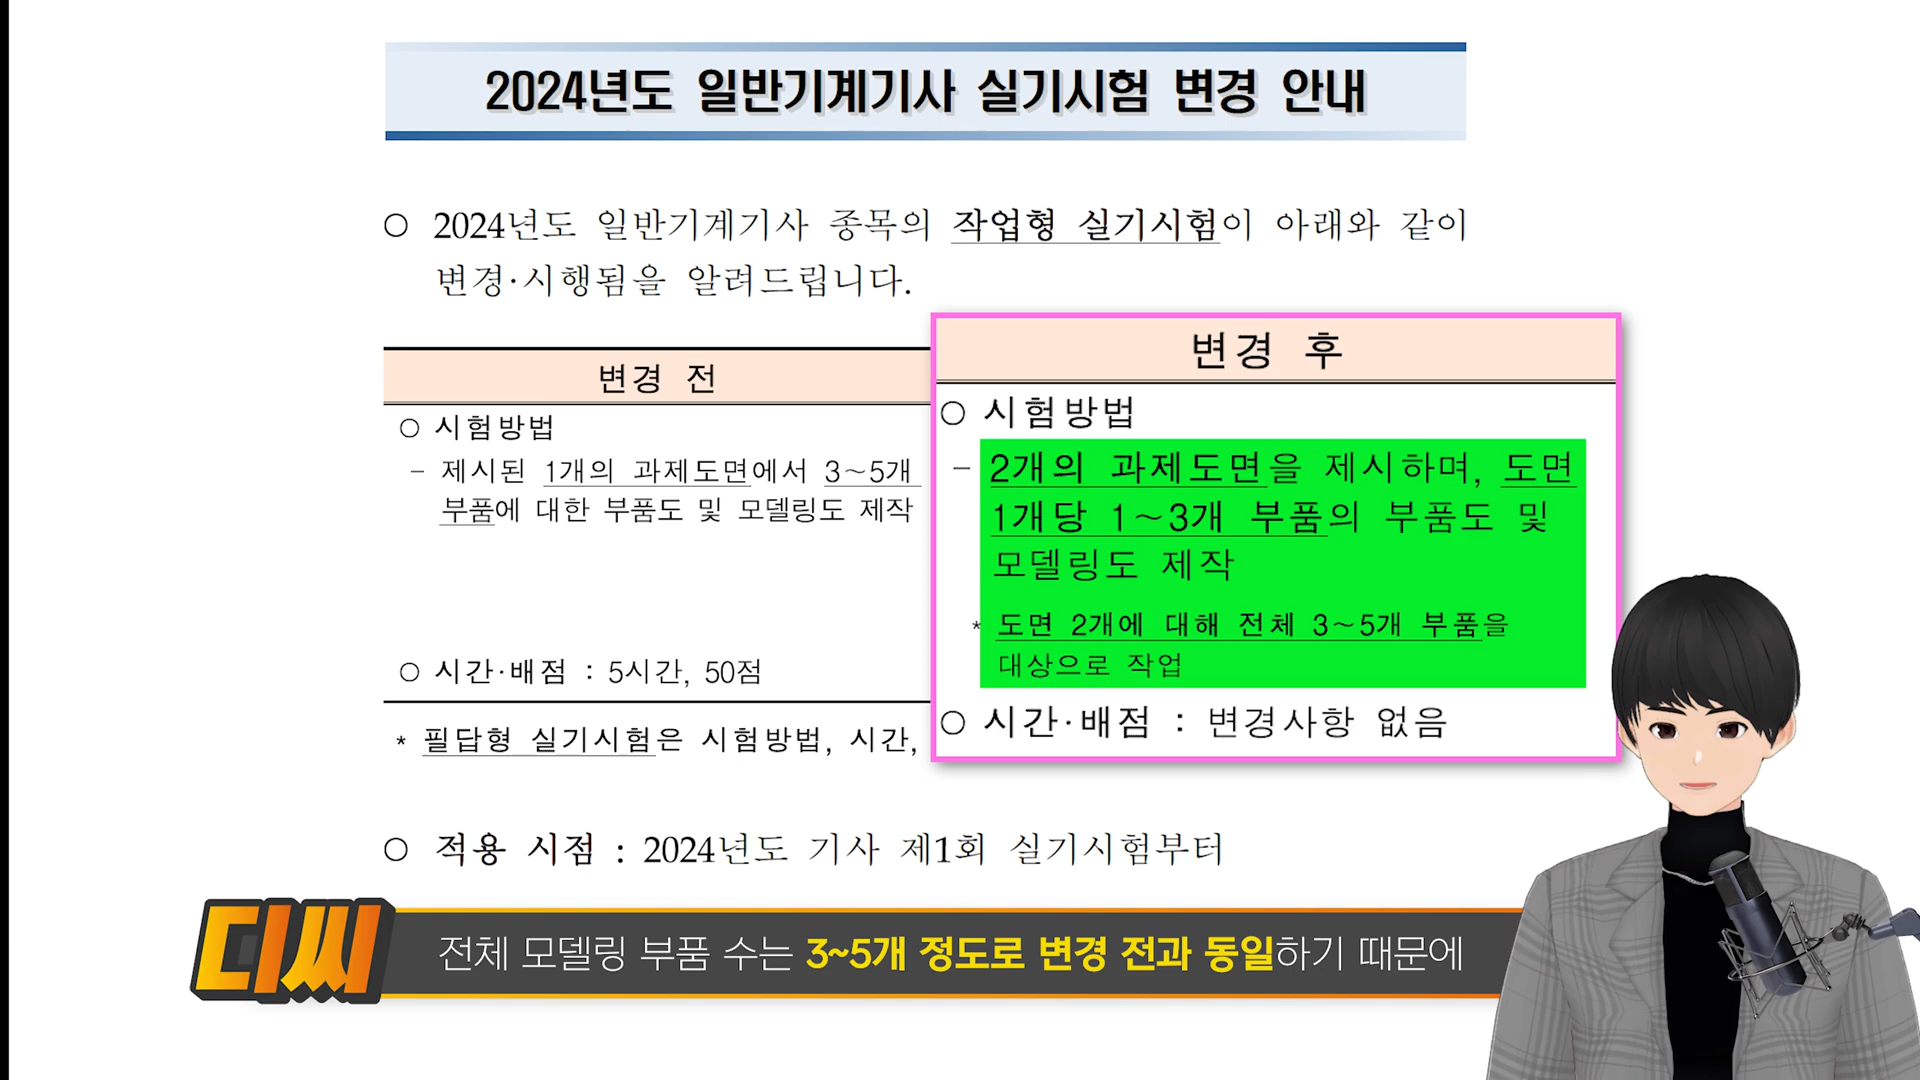 2024년도 일반기계기사 실기시험 변경 안내
○ 2024년도 일반기계기사 종목의 작업형 실기시험이 아래와 같이
변경·시행됨을 알려드립니다.
변경 전
○ 시험방법
- 제시된 1개의 과제도면에서 3~5개
부품에 대한 부품도 및 모델링도 제작
○ 시간·배점 : 5시간, 50점
* 필답형 실기시험은 시험방법, 시간,
변경 후
○ 시험방법
- 2개의 과제도면을 제시하며, 도면
1개당 1~3개 부품의 부품도 및
모델링도 제작
* 도면 2개에 대해 전체 3~5개 부품을
대상으로 작업
○ 시간·배점 : 변경사항 없음
○ 적용 시점 : 2024년도 기사 제1회 실기시험부터
디씨
전체 모델링 부품 수는 3~5개 정도로 변경 전과 동일하기 때문에